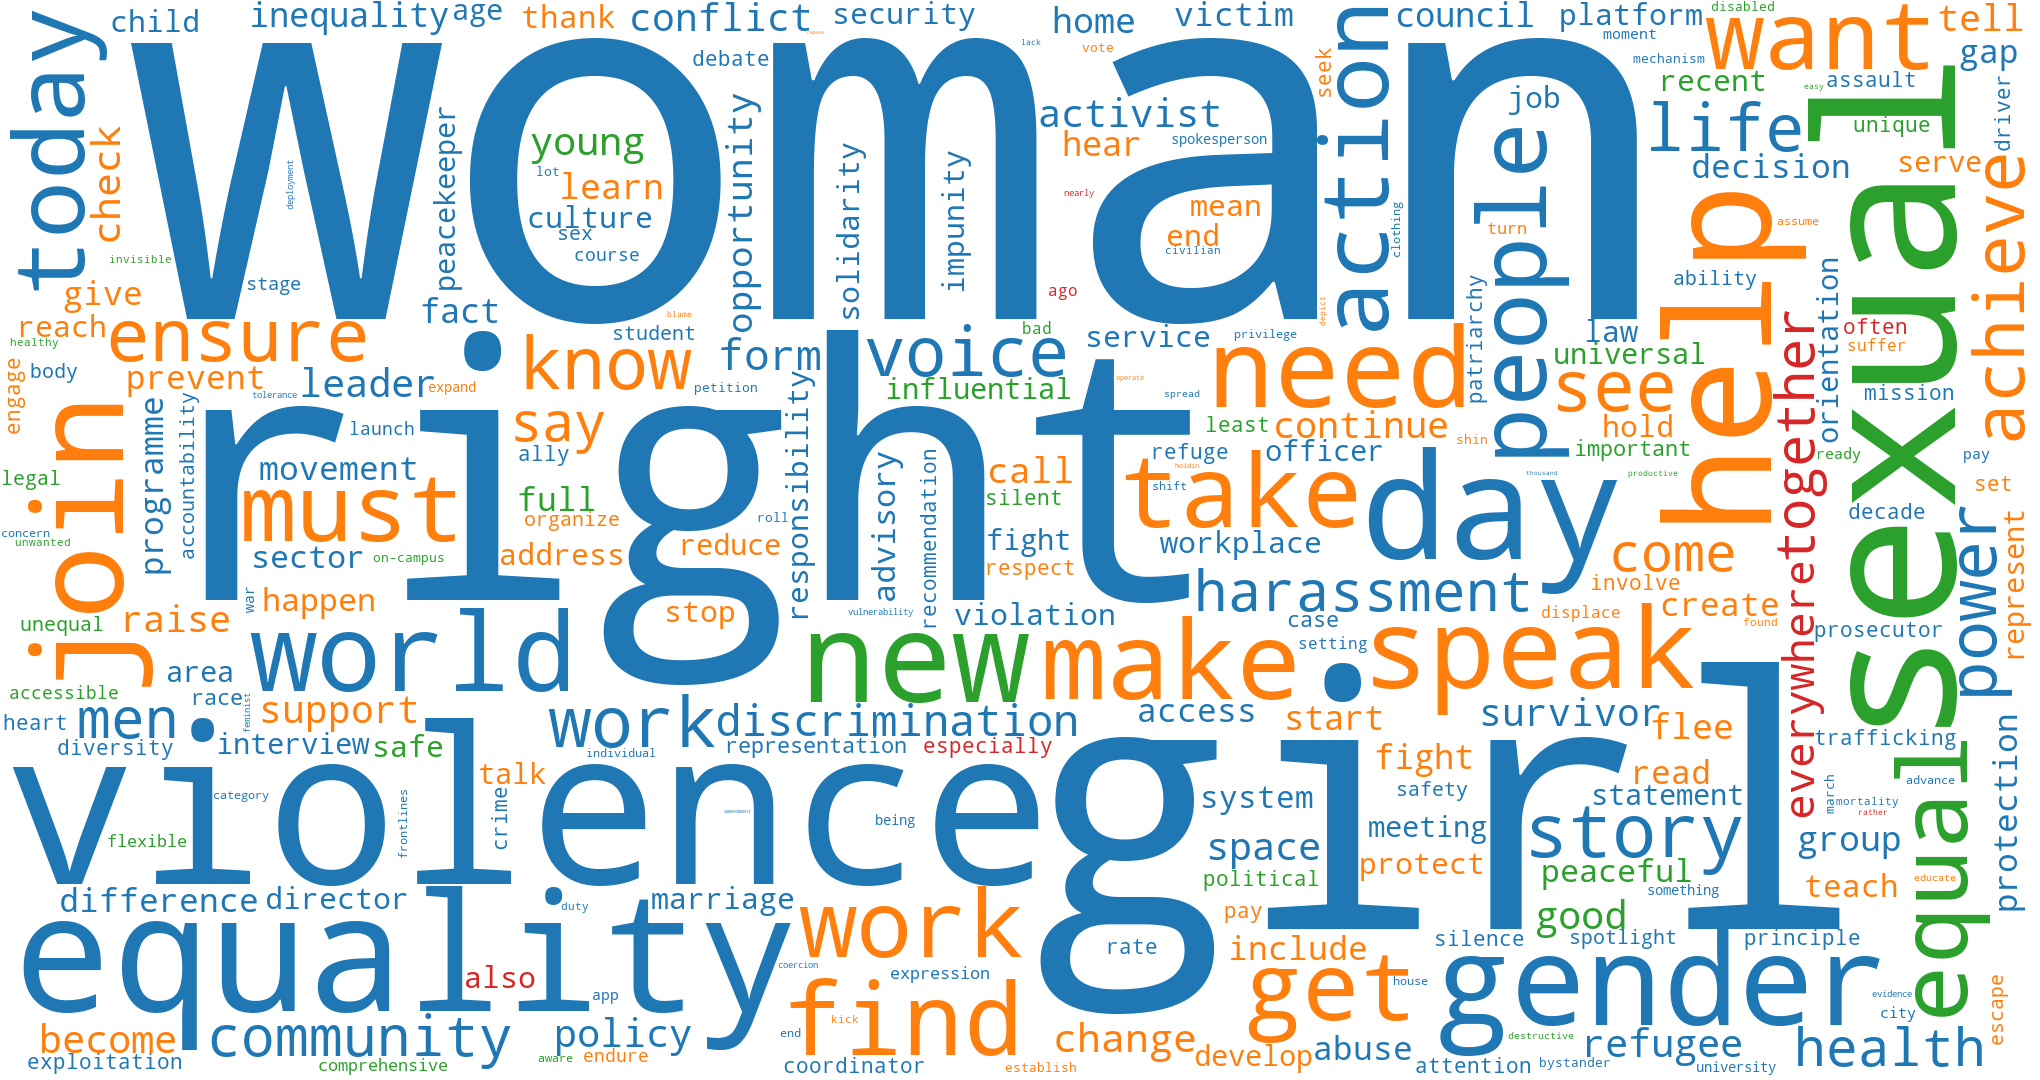 child
inequality
age
thank
conflict
security
home
victim
council
platform
disabled
moment
want
tell
gap
today
woman
debate
lack
vote
seek
action
mechanism
recent
assault
easy
check
peacekeeper
young
lot
learn
culture
sex
course
deployment
opportunity
solidarity
impunity
activist
hear
spokesperson
nearly
mean
end
civilian
job
people
turn
clothing
life
decision
unique
driver
serve
assume
help
sexual
achieve
invisible
stage
give
reach
ensure
fact
ago
blame
student
know
form
voice
bad
service
privilege
depict
patriarchy
law
universal
see
ability
orientation
often
suffer
healthy
body
engage
prevent
leader
expand
tolerance
petition
influential
operate
spread
need
least
continue
hold
mission
everywheretogether
join
programme
accountability
launch
movement
say
ally
right
responsibility
advisory
recommendation
call
silent
take
refuge
shift
officer
shin
important
productive
thousand
ready
pay
set
legal
must
full
organize
roll
day
decade
concern
unwanted
sector
on-campus
address
reduce
fight
respect
workplace
come
power
represent
war
happen
stop
vulnerability
violation
harassment
involve
displace
create
found
case
setting
prosecutor
unequal
raise
world
new
make
speak
area
accessible
race
men
feminist
support
heart
diversity
interview
safe
work
discrimination
individual
representation
especially
access
start
survivor
flee
trafficking
protection
violence
category
talk
girl
fight
read
system
safety
statement
march
advance
mortality
rather
flexible
frontlines
crime
being
meeting
space
story
group
equal
difference
director
duty
marriage
political
protect
peaceful
something
teach
educate
equality
work
pay
good
rate
include
silence
spotlight
principle
also
coercion
expression
find
get
house
gender
evidence
city
escape
app
become
community
policy
end
kick
change
exploitation
comprehensive
aware
endure
coordinator
establish
develop
abuse
attention
destructive
refugee
bystander
university
health